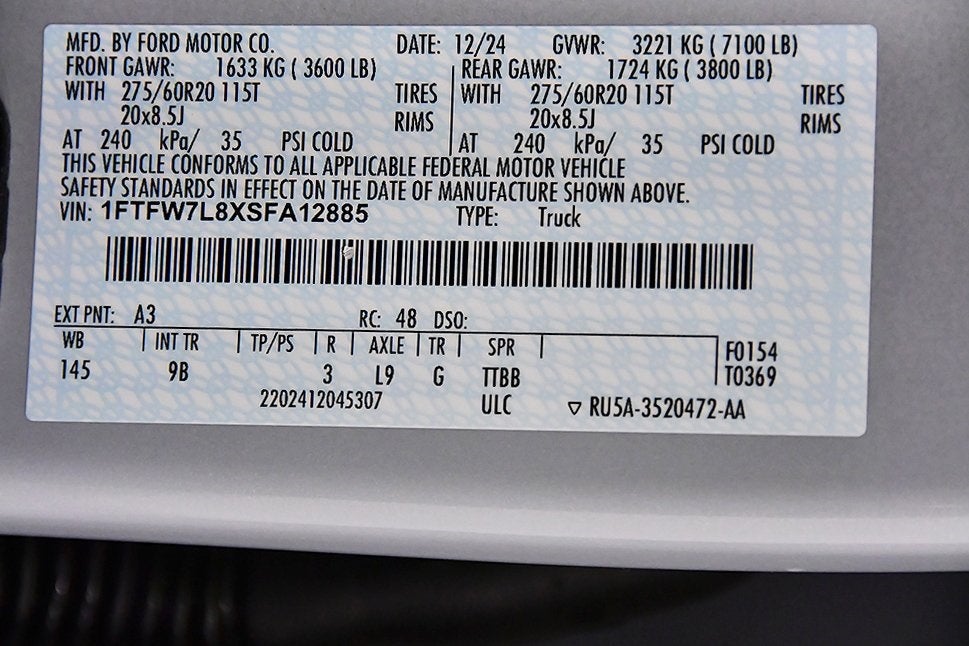 MFD. BY FORD MOTOR CO. DATE: 12/24 GVWR: 3221 KG ( 7100 LB)
FRONT GAWR: 1633 KG ( 3600 LB) REAR GAWR: 1724 KG ( 3800 LB)
WITH 275/60R20 115T TIRES WITH 275/60R20 115T TIRES
20x8.5J RIMS 20x8.5J RIMS
AT 240 kPa/ 35 PSI COLD AT 240 kPa/ 35 PSI COLD
THIS VEHICLE CONFORMS TO ALL APPLICABLE FEDERAL MOTOR VEHICLE
SAFETY STANDARDS IN EFFECT ON THE DATE OF MANUFACTURE SHOWN ABOVE.
VIN: 1FTFW7L8XSFA12885 TYPE: Truck
EXT PNT: A3 RC: 48 DSO:
WB INT TR TP/PS R AXLE TR SPR F0154
145 9B 3 L9 G TTBB T0369
2202412045307 ULC ▽ RU5A-3520472-AA